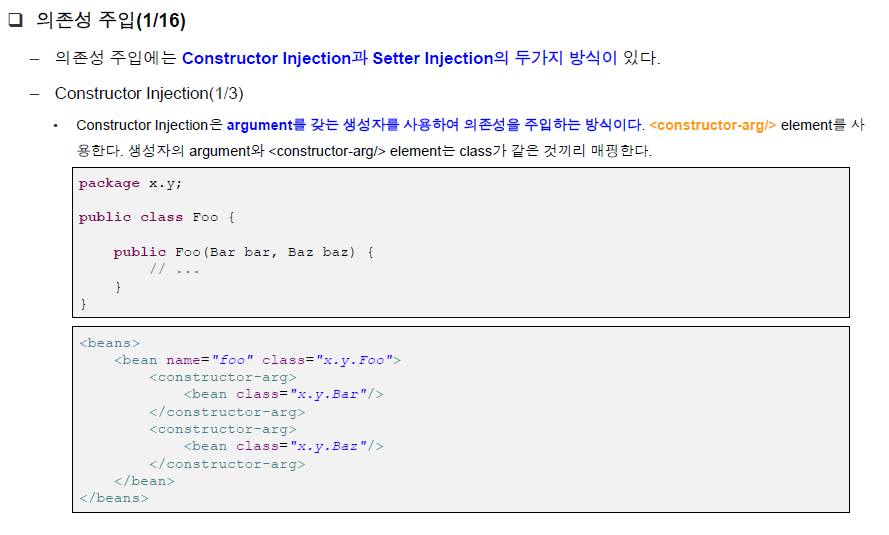 ❑ 의존성 주입(1/16)
– 의존성 주입에는 Constructor Injection과 Setter Injection의 두가지 방식이 있다.
– Constructor Injection(1/3)
• Constructor Injection은 argument를 갖는 생성자를 사용하여 의존성을 주입하는 방식이다. <constructor-arg/> element를 사
용한다. 생성자의 argument와 <constructor-arg/> element는 class가 같은 것끼리 매핑한다.
package x.y;
public class Foo {
    public Foo(Bar bar, Baz baz) {
        // ...
    }
}
<beans>
    <bean name="foo" class="x.y.Foo">
        <constructor-arg>
            <bean class="x.y.Bar"/>
        </constructor-arg>
        <constructor-arg>
            <bean class="x.y.Baz"/>
        </constructor-arg>
    </bean>
</beans>